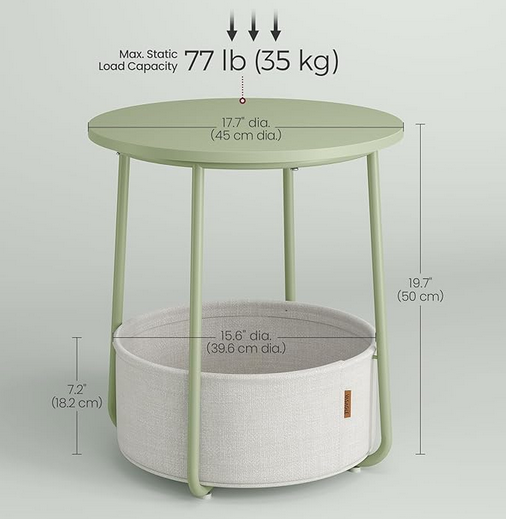 Max. Static
Load Capacity 77 lb (35 kg)
17.7" dia.
(45 cm dia.)
19.7"
(50 cm)
15.6" dia.
(39.6 cm dia.)
7.2"
(18.2 cm)